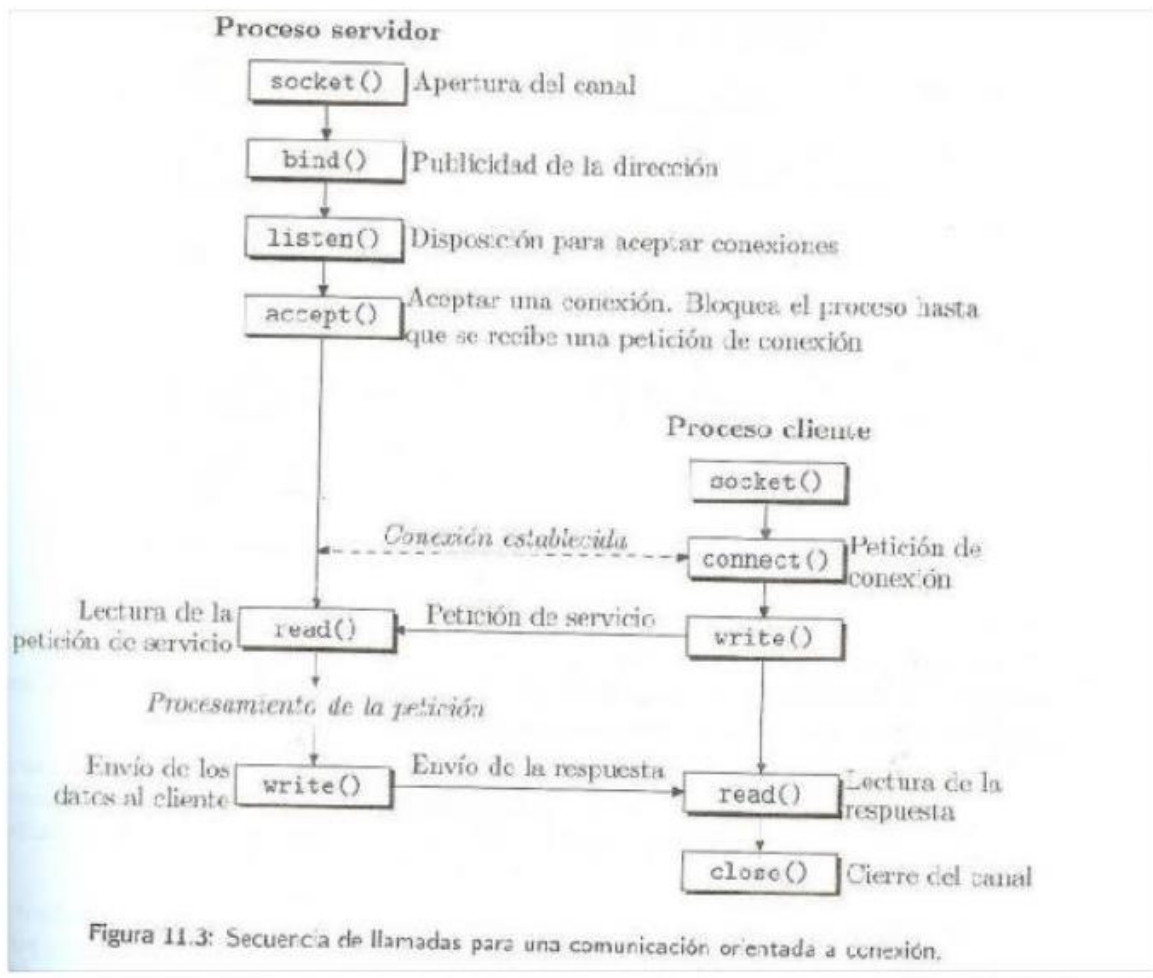 Proceso servidor
socket()
Apertura del canal
bind()
Publicidad de la dirección
listen()
Disposición para aceptar conexiones
accept()
Aceptar una conexión. Bloquea el proceso hasta
que se recibe una petición de conexión
Proceso cliente
socket()
Conexión establecida
connect()
Petición de
conexión
Lectura de la
petición de servicio
read()
Petición de servicio
write()
Procesamiento de la petición
Envío de los
datos al cliente
write()
Envío de la respuesta
read()
Lectura de la
respuesta
close()
Cierre del canal
Figura 11.3: Secuencia de llamadas para una comunicación orientada a conexión.